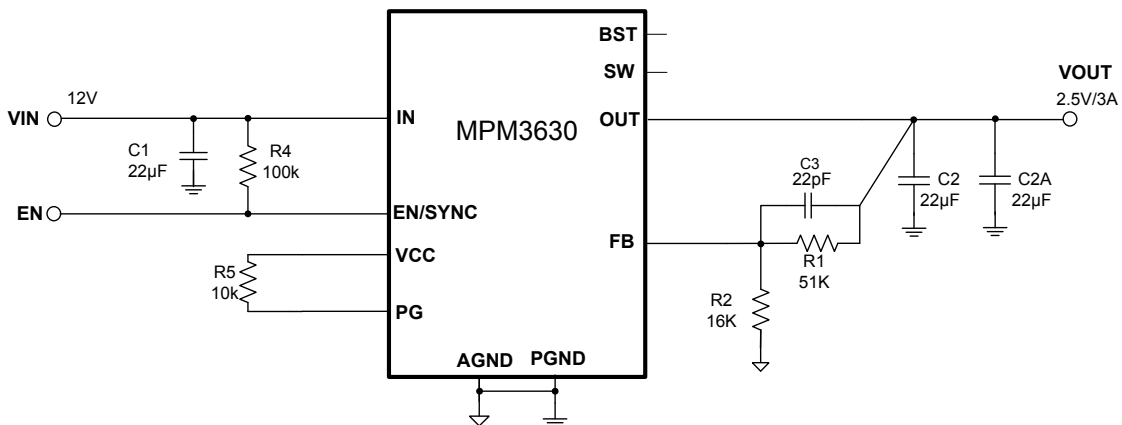 BST
SW
VOUT
12V
2.5V/3A
VIN
IN
MPM3630
OUT
C1
22µF
R4
100k
C3
22pF
C2
22µF
C2A
22µF
EN
EN/SYNC
FB
VCC
R1
51K
R5
10k
R2
16K
PG
AGND
PGND